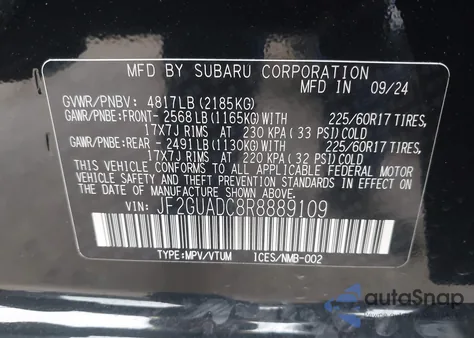 MFD BY SUBARU CORPORATION
MFD IN 09/24
GVWR/PNBV: 4817LB (2185KG)
GAWR/PNBE:FRONT-2568LB(1165KG)WITH 225/60R17 TIRES,
17X7J RIMS AT 230 KPA(33 PSI)COLD
GAWR/PNBE:REAR -2491LB(1130KG)WITH 225/60R17 TIRES,
17X7J RIMS AT 220 KPA(32 PSI)COLD
THIS VEHICLE CONFORMS TO ALL APPLICABLE FEDERAL MOTOR
VEHICLE SAFETY AND THEFT PREVENTION STANDARDS IN EFFECT
ON THE DATE OF MANUFACTURE SHOWN ABOVE.
VIN: JF2GUADC8R8889109
TYPE:MPV/VTUM ICES/NMB-002
autoSnap